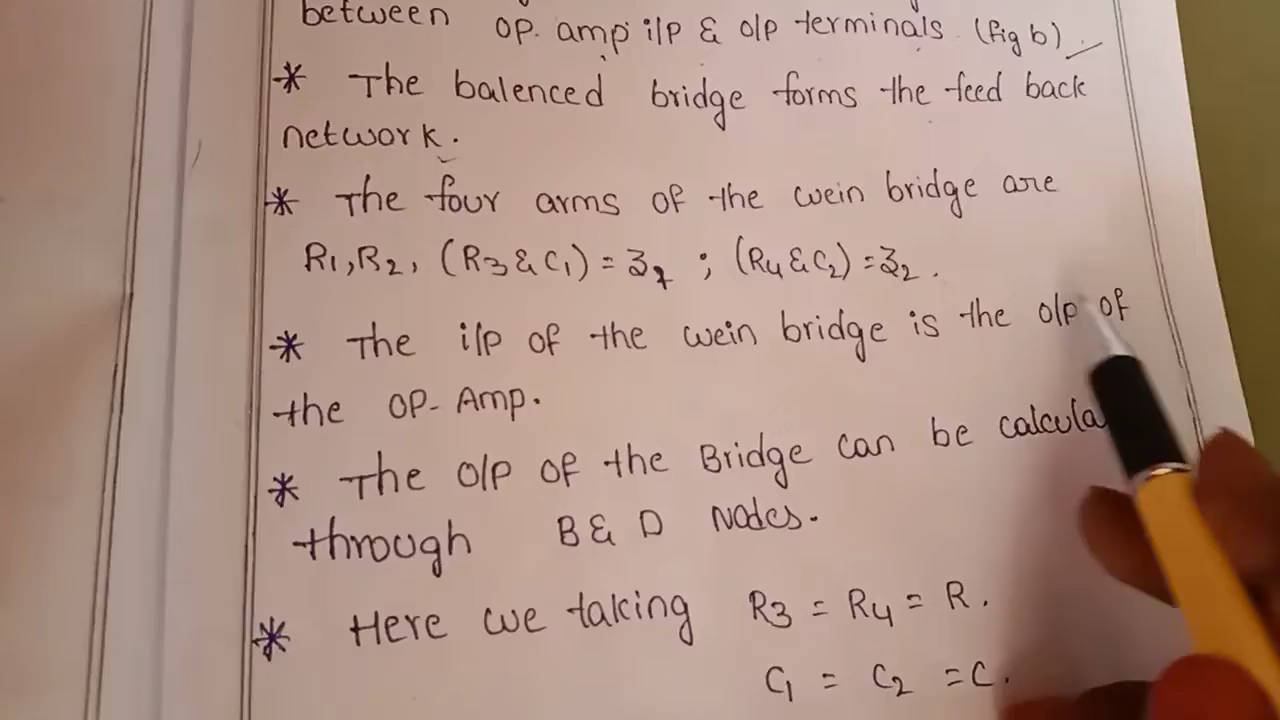 between op. amp i/p & o/p terminals. (fig b)
* The balenced bridge forms the feed back
network.
* The four arms of the wein bridge are
R1, R2, (R3 & C1) = Z1 ; (R4 & C2) = Z2.
* The i/p of the wein bridge is the o/p of
the OP-Amp.
* The o/p of the Bridge can be calcula
through B & D Nodes.
* Here we taking R3 = R4 = R.
C1 = C2 = C.